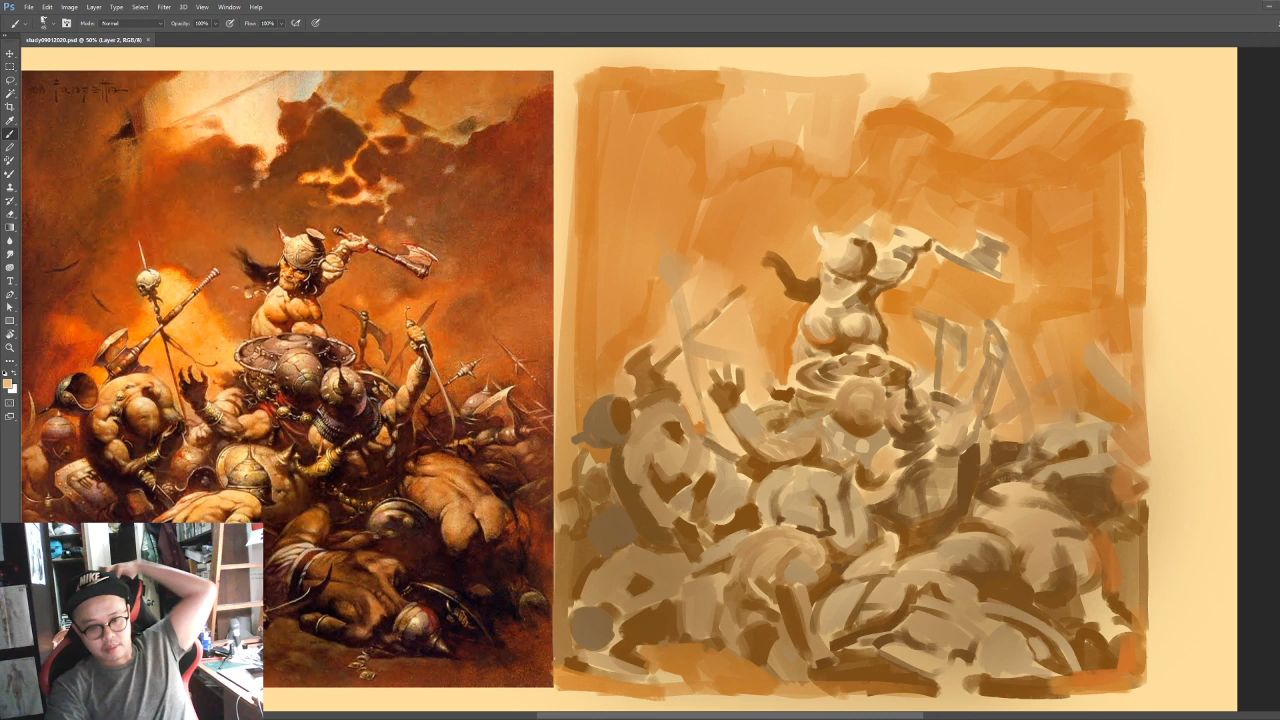 Ps File Edit Image Layer Type Select Filter 3D View Window Help
Mode: Normal Opacity: 100% Flow: 100%
study09012020.psd @ 50% (Layer 2, RGB/8) ×
Frazetta
NIKE